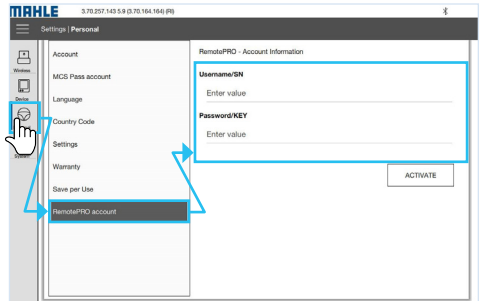 MAHLE
3.70.257.143 5.9 (3.70.164.164) (RI)
Settings | Personal
Wireless
Device
System
Account
MCS Pass account
Language
Country Code
Settings
Warranty
Save per Use
RemotePRO account
RemotePRO - Account Information
Username/SN
Enter value
Password/KEY
Enter value
ACTIVATE